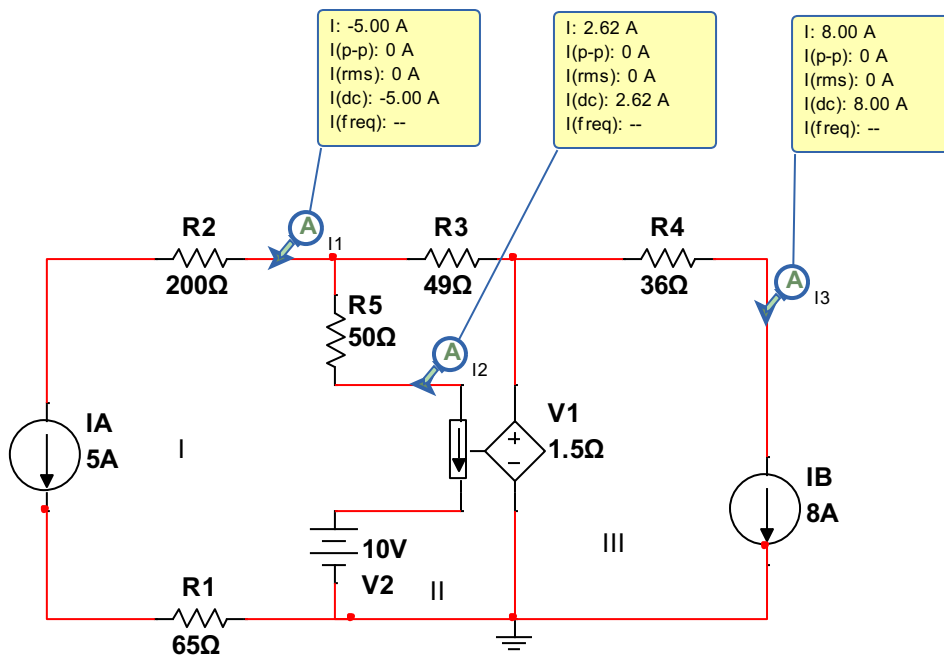 I: -5.00 A
I(p-p): 0 A
I(rms): 0 A
I(dc): -5.00 A
I(freq): --
I: 2.62 A
I(p-p): 0 A
I(rms): 0 A
I(dc): 2.62 A
I(freq): --
I: 8.00 A
I(p-p): 0 A
I(rms): 0 A
I(dc): 8.00 A
I(freq): --
R2
200Ω
A
I1
R3
49Ω
R4
36Ω
A
I3
R5
50Ω
A
I2
IA
5A
I
V1
1.5Ω
+
−
IB
8A
10V
V2
II
III
R1
65Ω